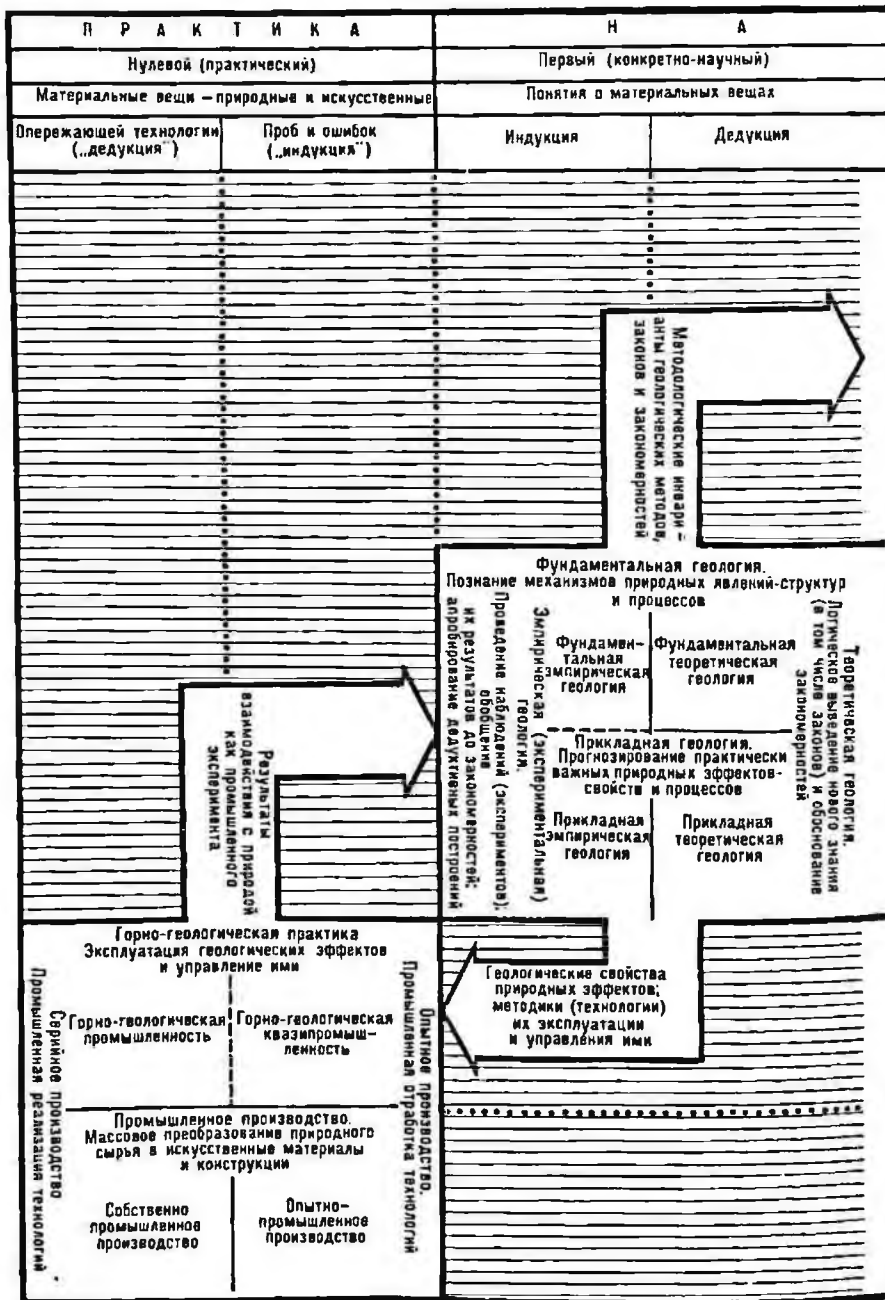 ПРАКТИКА
НА
Нулевой (практический)
Первый (конкретно-научный)
Материальные вещи – природные и искусственные
Понятия о материальных вещах
Опережающей технологии
(„дедукция“)
Проб и ошибок
(„индукция“)
Индукция
Дедукция
Методологические инвари-
анты геологических методов,
законов и закономерностей
Фундаментальная геология.
Познание механизмов природных явлений-структур
и процессов
Эмпирическая (экспериментальная)
геология.
Проведение наблюдений (экспериментов);
обобщение
их результатов до закономерностей;
апробирование дедуктивных построений
Фундамен-
тальная
эмпирическая
геология
Фундаментальная
теоретическая
геология
Теоретическая геология.
Логическое выведение нового знания
(в том числе законов) и обоснование
закономерностей
Прикладная геология.
Прогнозирование практически
важных природных эффектов-
свойств и процессов
Прикладная
эмпирическая
геология
Прикладная
теоретическая
геология
Результаты
взаимодействия с природой
как промышленного
эксперимента
Горно-геологическая практика
Эксплуатация геологических эффектов
и управление ими
Геологические свойства
природных эффектов;
методики (технологии)
их эксплуатации
и управления ими
Серийное производство
Промышленная реализация технологий
Горно-геологическая
промышленность
Горно-геологическая
квазипромыш-
ленность
Опытное производство.
Промышленная отработка технологий
Промышленное производство.
Массовое преобразование природного
сырья в искусственные материалы
и конструкции
Собственно
промышленное
производство
Опытно-
промышленное
производство